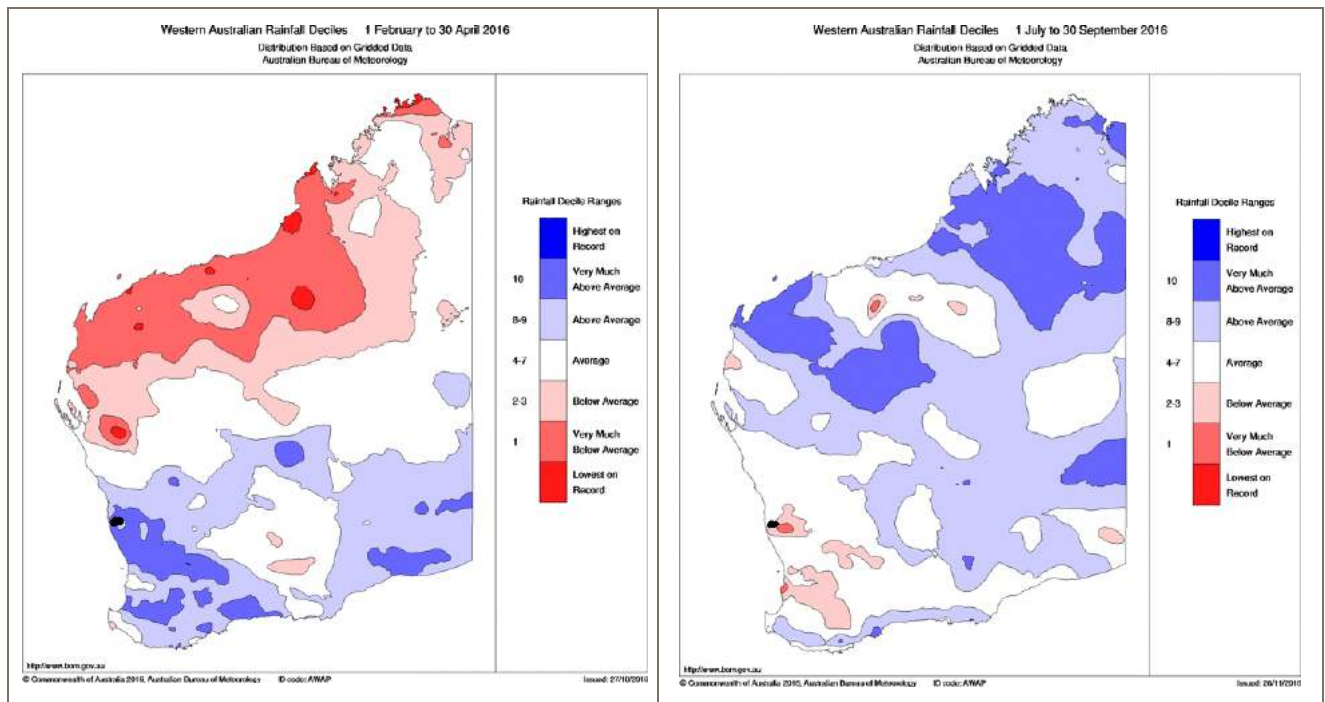 Western Australian Rainfall Deciles 1 February to 30 April 2016
Distribution Based on Gridded Data
Australian Bureau of Meteorology
Rainfall Decile Ranges
Highest on
Record
10
Very Much
Above Average
8-9
Above Average
4-7
Average
2-3
Below Average
1
Very Much
Below Average
Lowest on
Record
http://www.bom.gov.au
© Commonwealth of Australia 2016, Australian Bureau of Meteorology ID code: AWAP Issued: 27/10/2016
Western Australian Rainfall Deciles 1 July to 30 September 2016
Distribution Based on Gridded Data
Australian Bureau of Meteorology
Rainfall Decile Ranges
Highest on
Record
10
Very Much
Above Average
8-9
Above Average
4-7
Average
2-3
Below Average
1
Very Much
Below Average
Lowest on
Record
http://www.bom.gov.au
© Commonwealth of Australia 2016, Australian Bureau of Meteorology ID code: AWAP Issued: